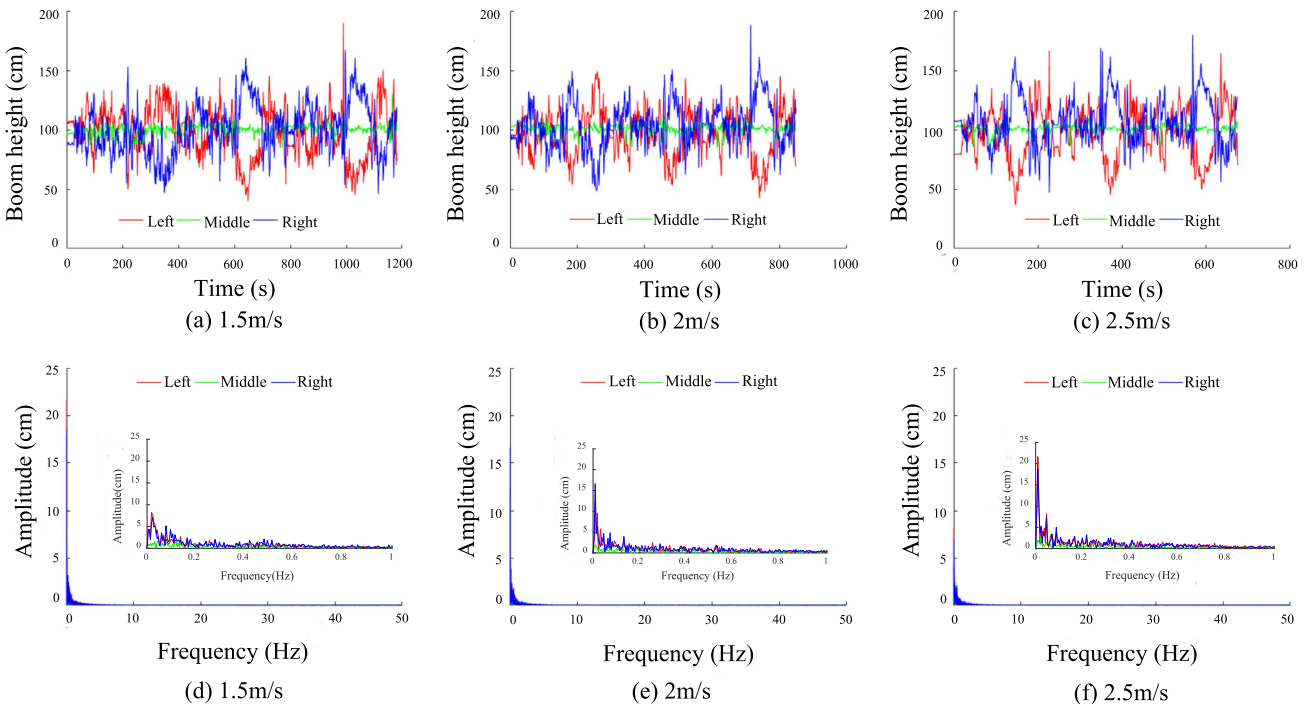 200
150
100
50
0
Boom height (cm)
Left Middle Right
0 200 400 600 800 1000 1200
Time (s)
(a) 1.5m/s
200
150
100
50
0
Boom height (cm)
Left Middle Right
0 200 400 600 800 1000
Time (s)
(b) 2m/s
200
150
100
50
0
Boom height (cm)
Left Middle Right
0 200 400 600 800
Time (s)
(c) 2.5m/s
25
20
15
10
5
0
Amplitude (cm)
Left Middle Right
25
20
15
10
5
0
Amplitude(cm)
0 0.2 0.4 0.6 0.8 1
Frequency(Hz)
0 10 20 30 40 50
Frequency (Hz)
(d) 1.5m/s
25
20
15
10
5
0
Amplitude (cm)
Left Middle Right
25
20
15
10
5
0
Amplitude (cm)
0 0.2 0.4 0.6 0.8 1
Frequency (Hz)
0 10 20 30 40 50
Frequency (Hz)
(e) 2m/s
25
20
15
10
5
0
Amplitude (cm)
Left Middle Right
25
20
15
10
5
0
Amplitude (cm)
0 0.2 0.4 0.6 0.8 1
Frequency (Hz)
0 10 20 30 40 50
Frequency (Hz)
(f) 2.5m/s